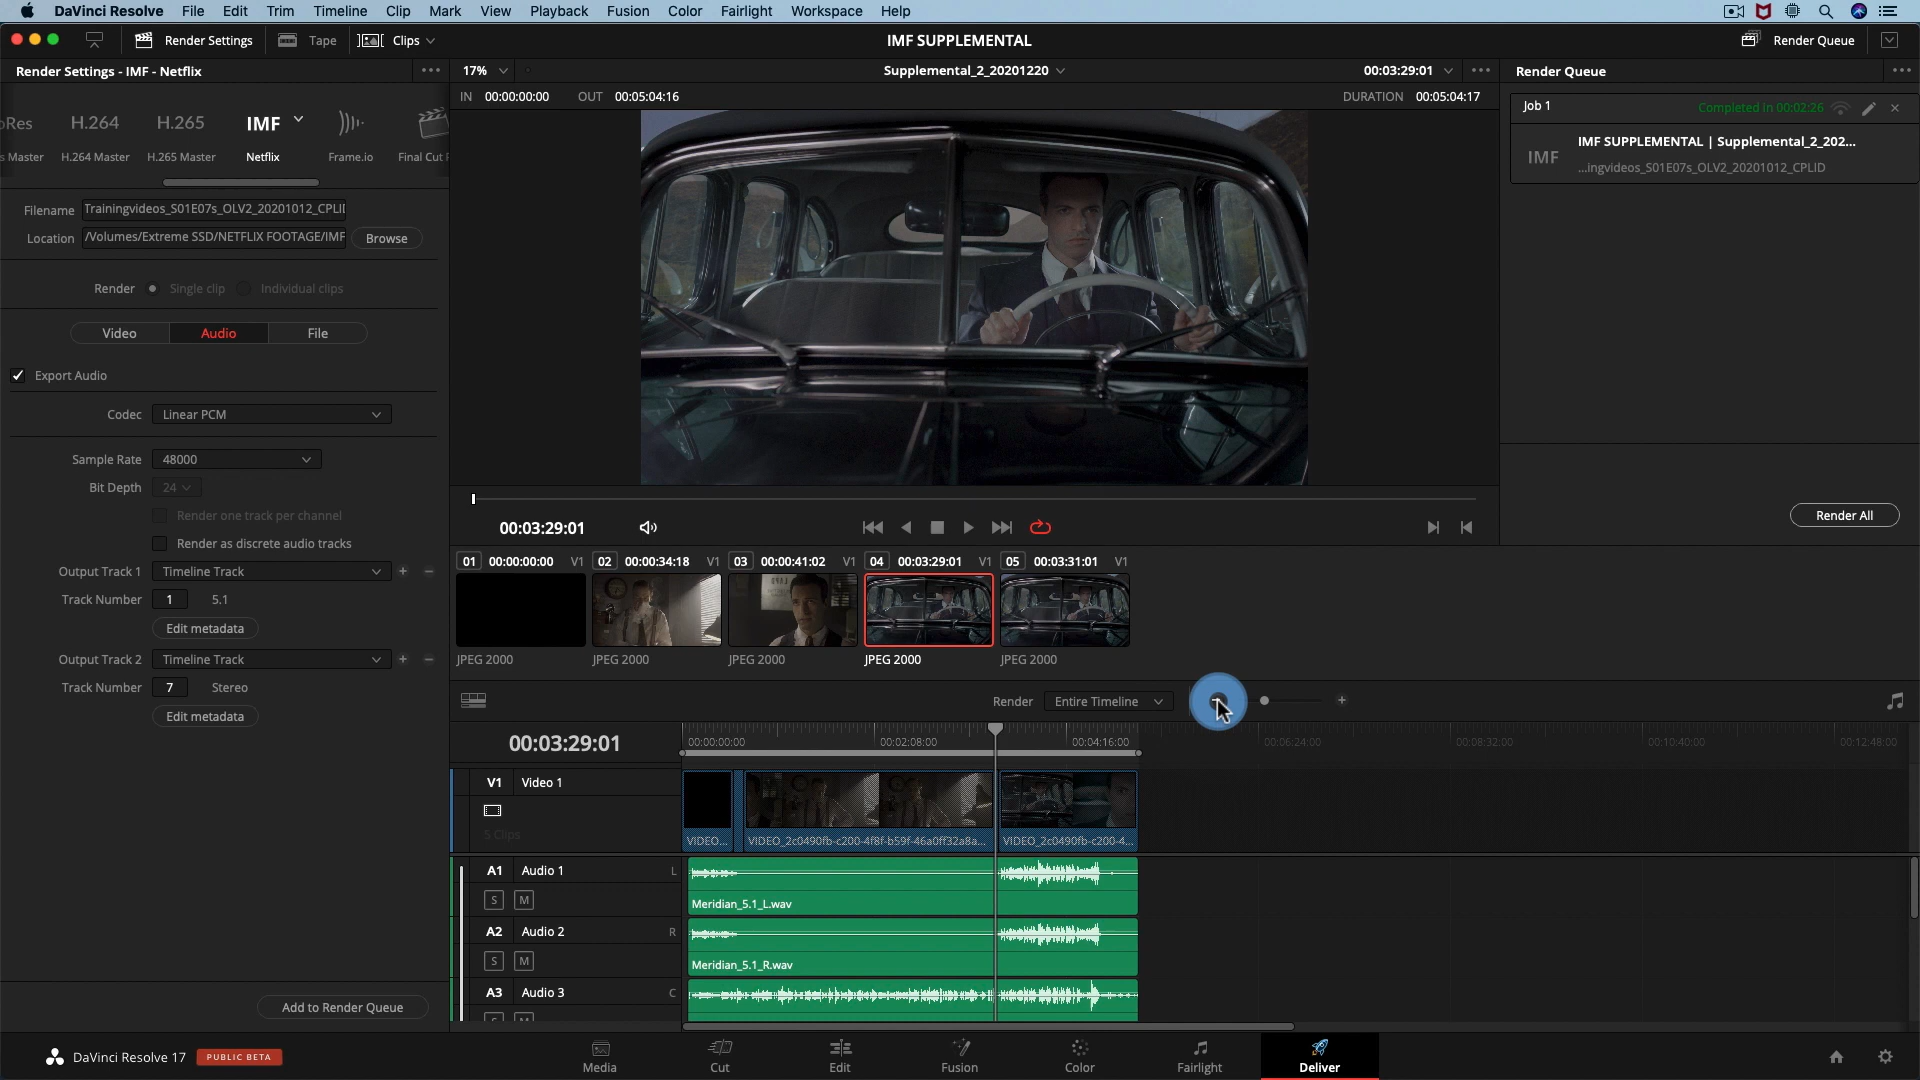 DaVinci Resolve File Edit Trim Timeline Clip Mark View Playback Fusion Color Fairlight Workspace Help
Render Settings Tape Clips IMF SUPPLEMENTAL Render Queue
Render Settings - IMF - Netflix 17% Supplemental_2_20201220 00:03:29:01 Render Queue
IN 00:00:00:00 OUT 00:05:04:16 DURATION 00:05:04:17
Job 1 Completed in 00:02:26
IMF SUPPLEMENTAL | Supplemental_2_202...
IMF ...ingvideos_S01E07s_OLV2_20201012_CPLID
oRes H.264 H.265 IMF
s Master H.264 Master H.265 Master Netflix Frame.io Final Cut
Filename Trainingvideos_S01E07s_OLV2_20201012_CPLI
Location /Volumes/Extreme SSD/NETFLIX FOOTAGE/IMF Browse
Render Single clip Individual clips
Video Audio File
Export Audio
Codec Linear PCM
Sample Rate 48000
Bit Depth 24
Render one track per channel
Render as discrete audio tracks
Output Track 1 Timeline Track
Track Number 1 5.1
Edit metadata
Output Track 2 Timeline Track
Track Number 7 Stereo
Edit metadata
Add to Render Queue
Render All
00:03:29:01
01 00:00:00:00 V1 02 00:00:34:18 V1 03 00:00:41:02 V1 04 00:03:29:01 V1 05 00:03:31:01 V1
JPEG 2000 JPEG 2000 JPEG 2000 JPEG 2000 JPEG 2000
Render Entire Timeline
00:03:29:01 00:00:00:00 00:02:08:00 00:04:16:00 00:06:24:00 00:08:32:00 00:10:40:00 00:12:48:00
V1 Video 1
5 Clips
VIDEO... VIDEO_2c0490fb-c200-4f8f-b59f-46a0ff32a8a... VIDEO_2c0490fb-c200-4...
A1 Audio 1 L
S M
Meridian_5.1_L.wav
A2 Audio 2 R
S M
Meridian_5.1_R.wav
A3 Audio 3 C
S M
DaVinci Resolve 17 PUBLIC BETA
Media Cut Edit Fusion Color Fairlight Deliver